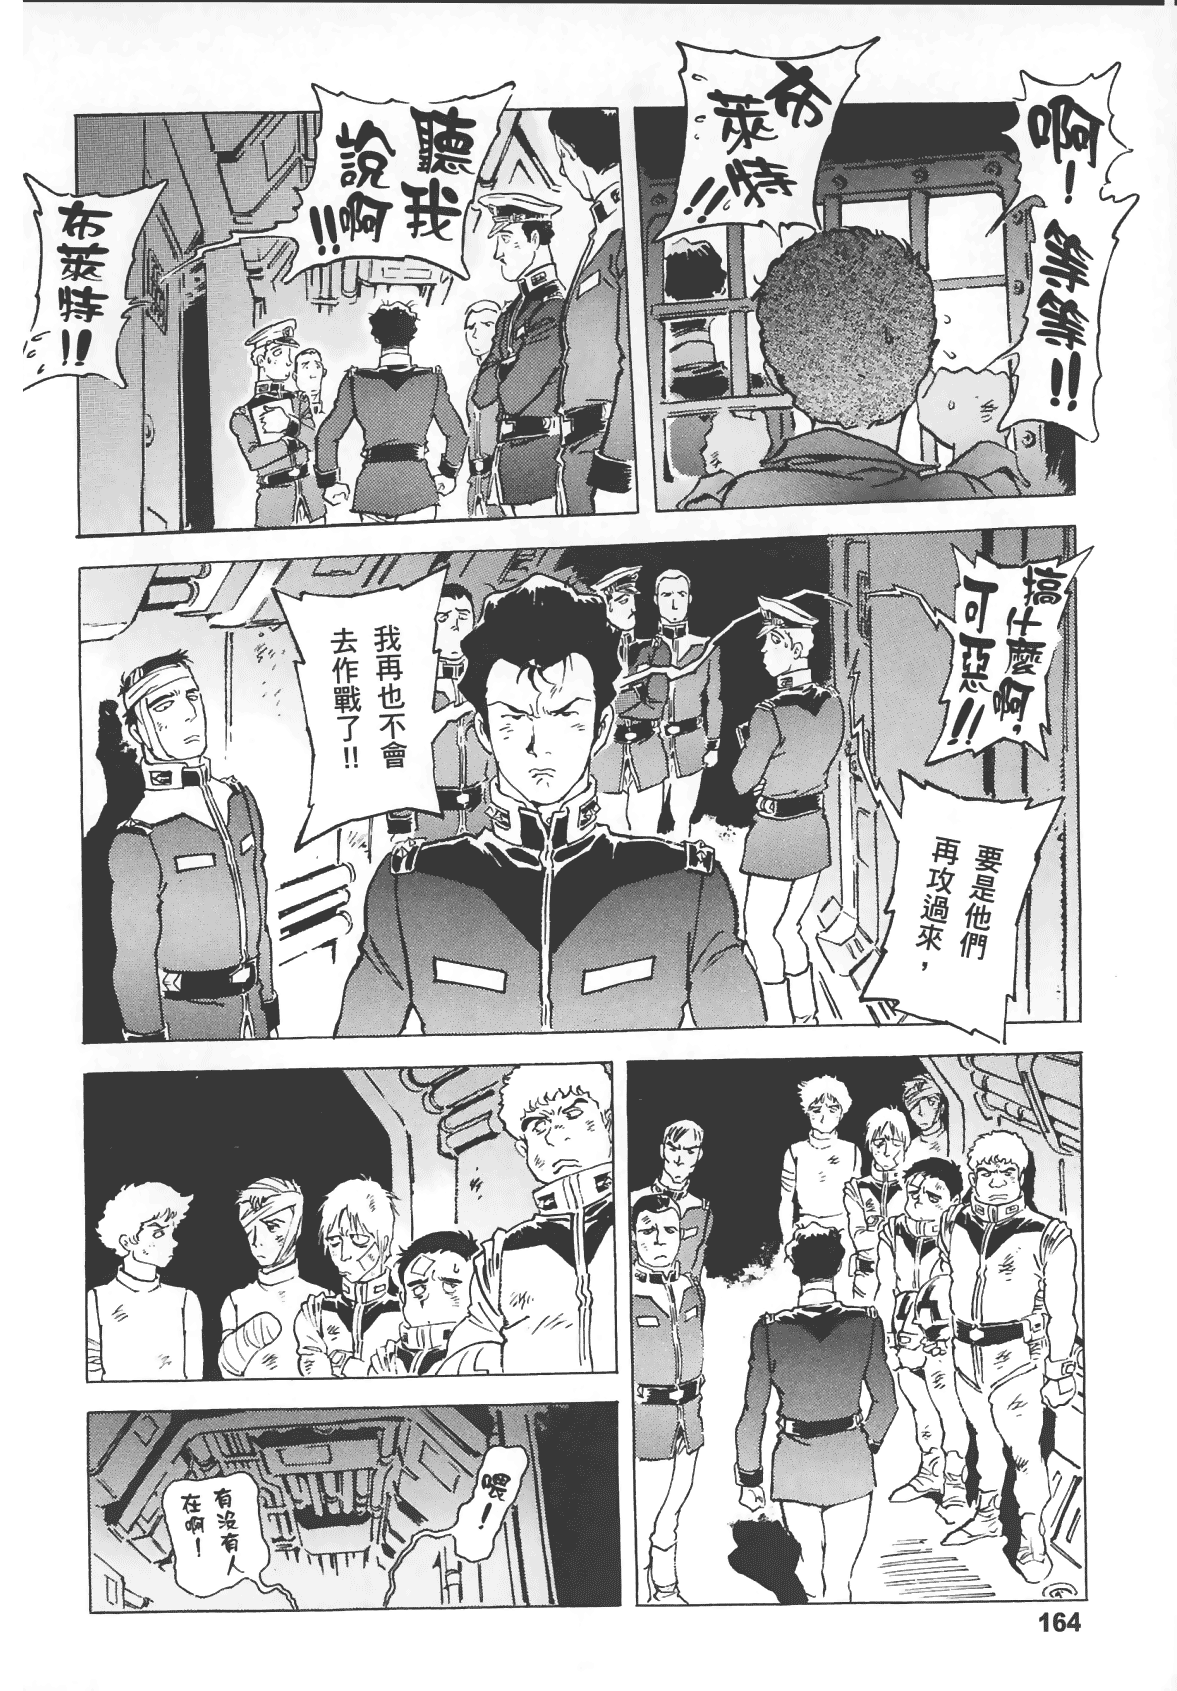 啊！
布
萊特!!
聽我
說啊!!
布萊特!!
搞什麼啊，
可惡!!
要是他們
再攻過來，
我再也不會
去作戰了!!
喂！
有沒有人
在啊！
164